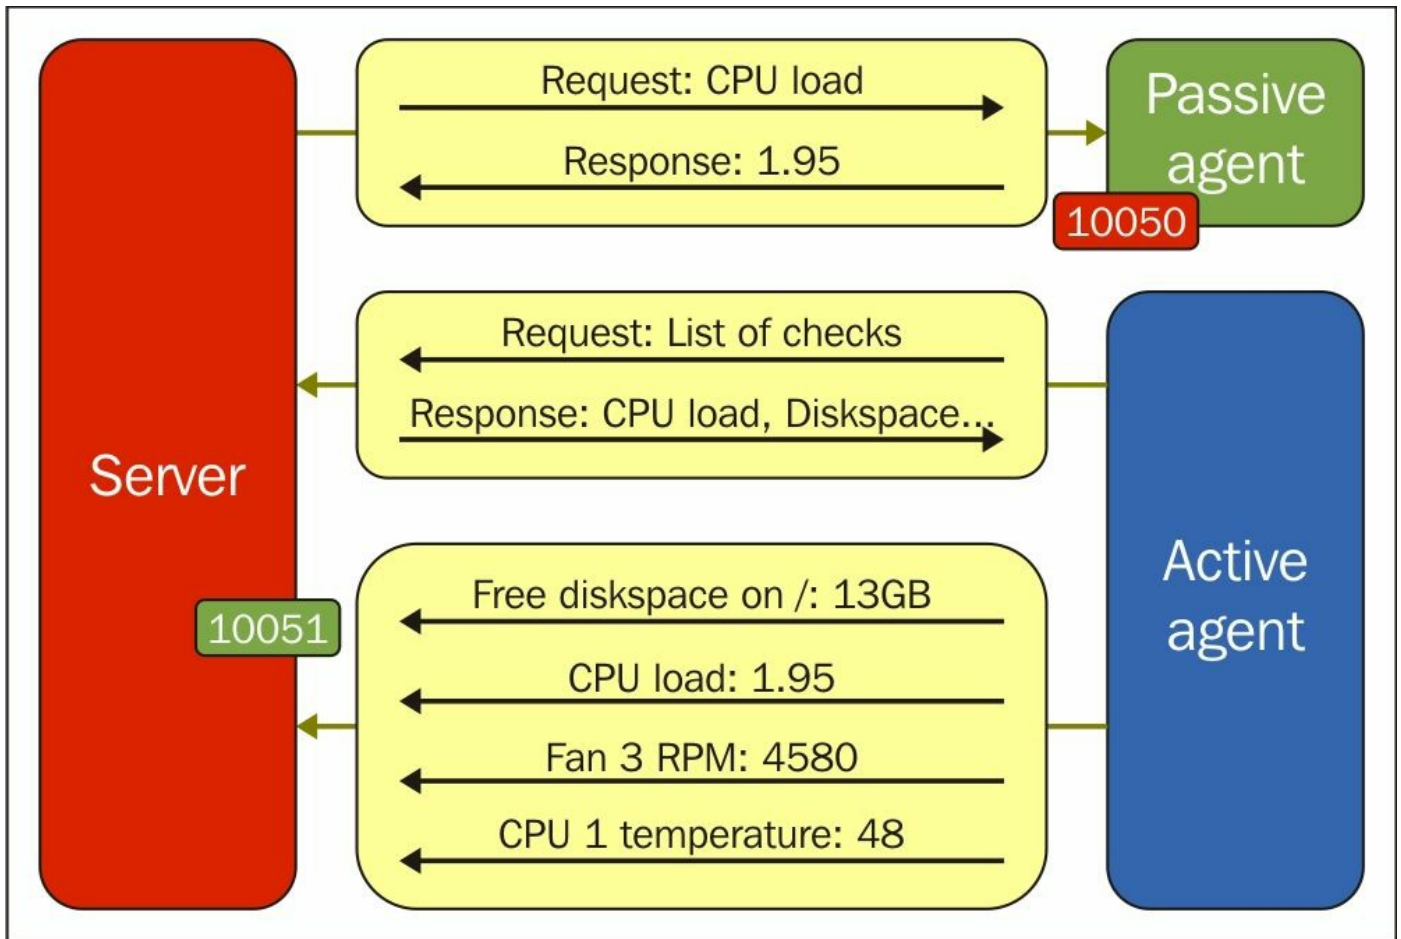 Server
10051
Request: CPU load
Response: 1.95
Passive
agent
10050
Request: List of checks
Response: CPU load, Diskspace...
Free diskspace on /: 13GB
CPU load: 1.95
Fan 3 RPM: 4580
CPU 1 temperature: 48
Active
agent